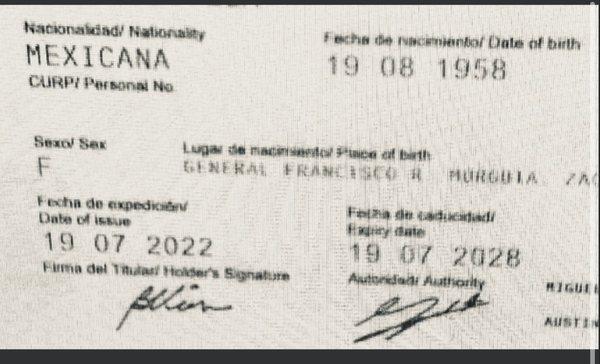 Nacionalidad/ Nationality
MEXICANA
CURP/ Personal No.
Fecha de nacimiento/ Date of birth
19 08 1958
Sexo/ Sex
F
Lugar de nacimiento/ Place of birth
GENERAL FRANCISCO R. MURGUIA, ZAC
Fecha de expedición/
Date of issue
19 07 2022
Fecha de caducidad/
Expiry date
19 07 2028
Firma del Titular/ Holder's Signature
Autoridad/ Authority
MIGUEL
AUSTIN